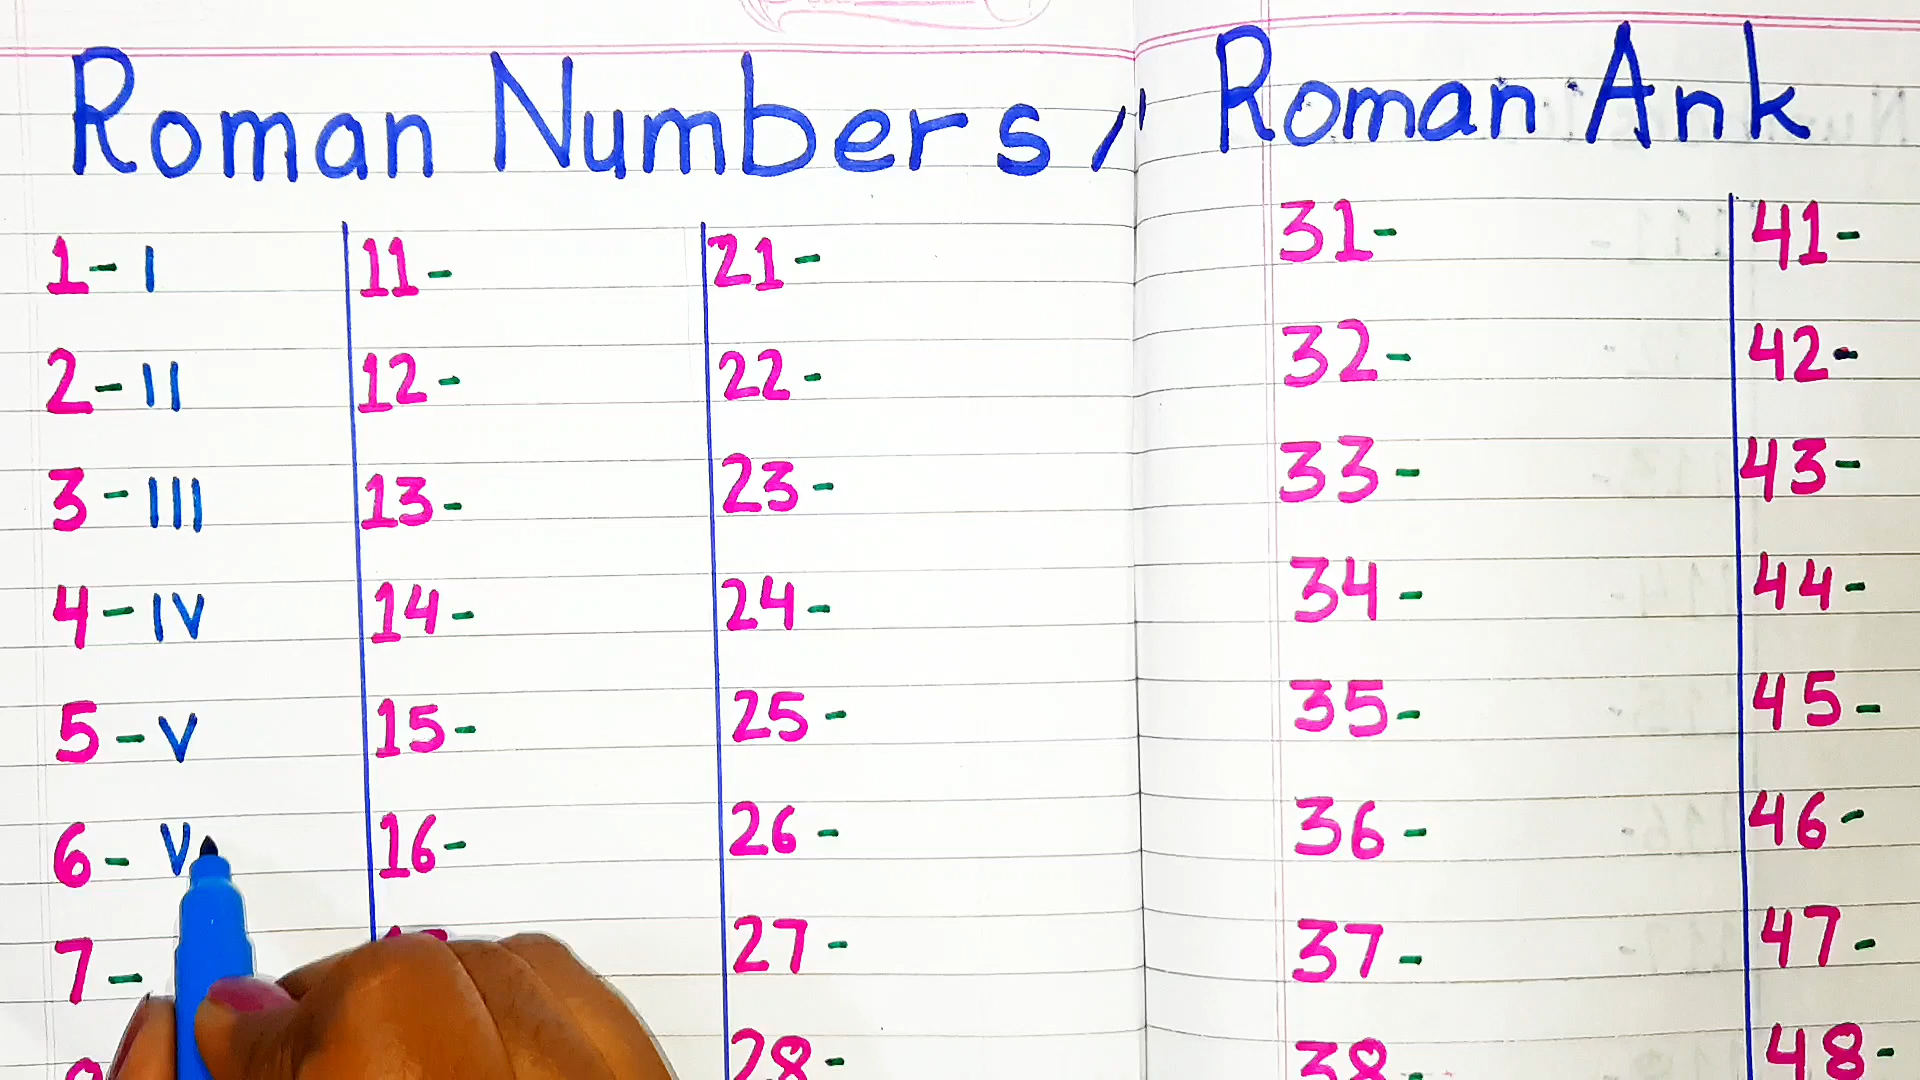 Roman Numbers / Roman Ank
1 - I 11 - 21 - 31 - 41 -
2 - II 12 - 22 - 32 - 42 -
3 - III 13 - 23 - 33 - 43 -
4 - IV 14 - 24 - 34 - 44 -
5 - V 15 - 25 - 35 - 45 -
6 - V 16 - 26 - 36 - 46 -
7 - 27 - 37 - 47 -
28 - 38 - 48 -